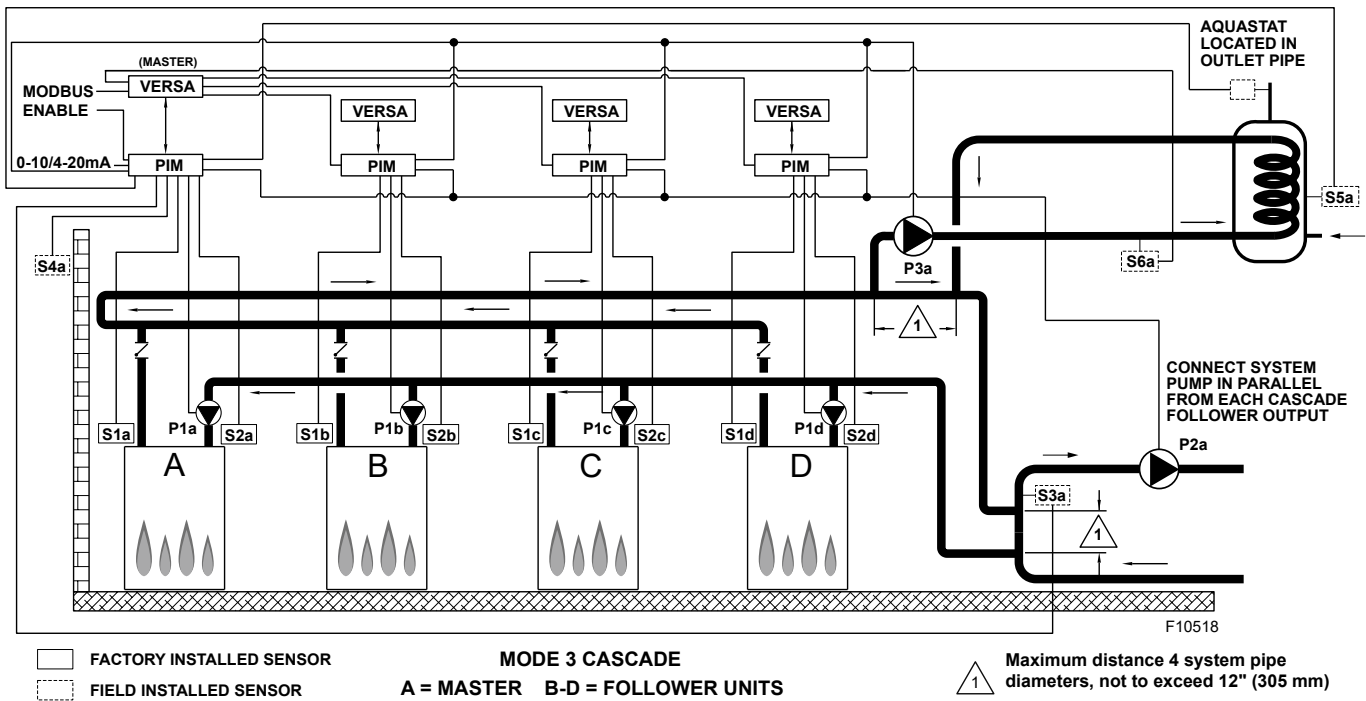 AQUASTAT
LOCATED IN
OUTLET PIPE
(MASTER)
MODBUS
ENABLE
VERSA
VERSA
VERSA
VERSA
0-10/4-20mA
PIM
PIM
PIM
PIM
S5a
S4a
P3a
S6a
1
CONNECT SYSTEM
PUMP IN PARALLEL
FROM EACH CASCADE
FOLLOWER OUTPUT
S1a
P1a
S2a
S1b
P1b
S2b
S1c
P1c
S2c
S1d
P1d
S2d
P2a
A
B
C
D
S3a
1
F10518
FACTORY INSTALLED SENSOR
FIELD INSTALLED SENSOR
MODE 3 CASCADE
A = MASTER B-D = FOLLOWER UNITS
1
Maximum distance 4 system pipe
diameters, not to exceed 12" (305 mm)